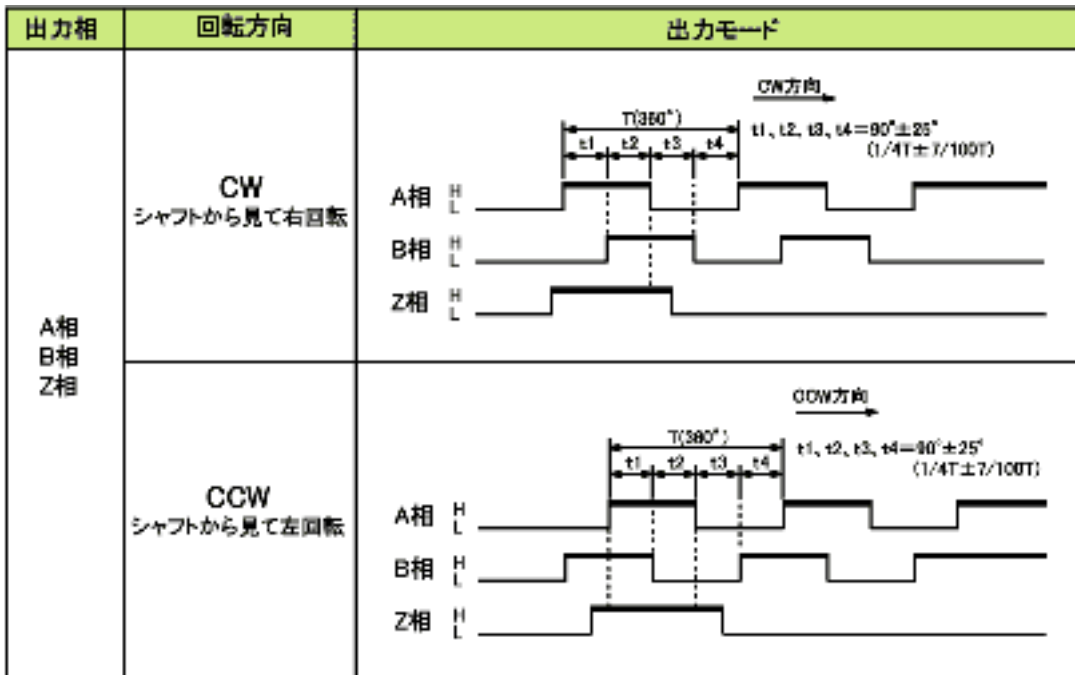 出力相 回転方向 出力モード
A相
B相
Z相
CW
シャフトから見て右回転
CW方向
T(360°)
t1 t2 t3 t4
t1、t2、t3、t4=90°±25°
(1/4T±7/100T)
A相 H L
B相 H L
Z相 H L
CCW
シャフトから見て左回転
CCW方向
T(360°)
t1 t2 t3 t4
t1、t2、t3、t4=90°±25°
(1/4T±7/100T)
A相 H L
B相 H L
Z相 H L